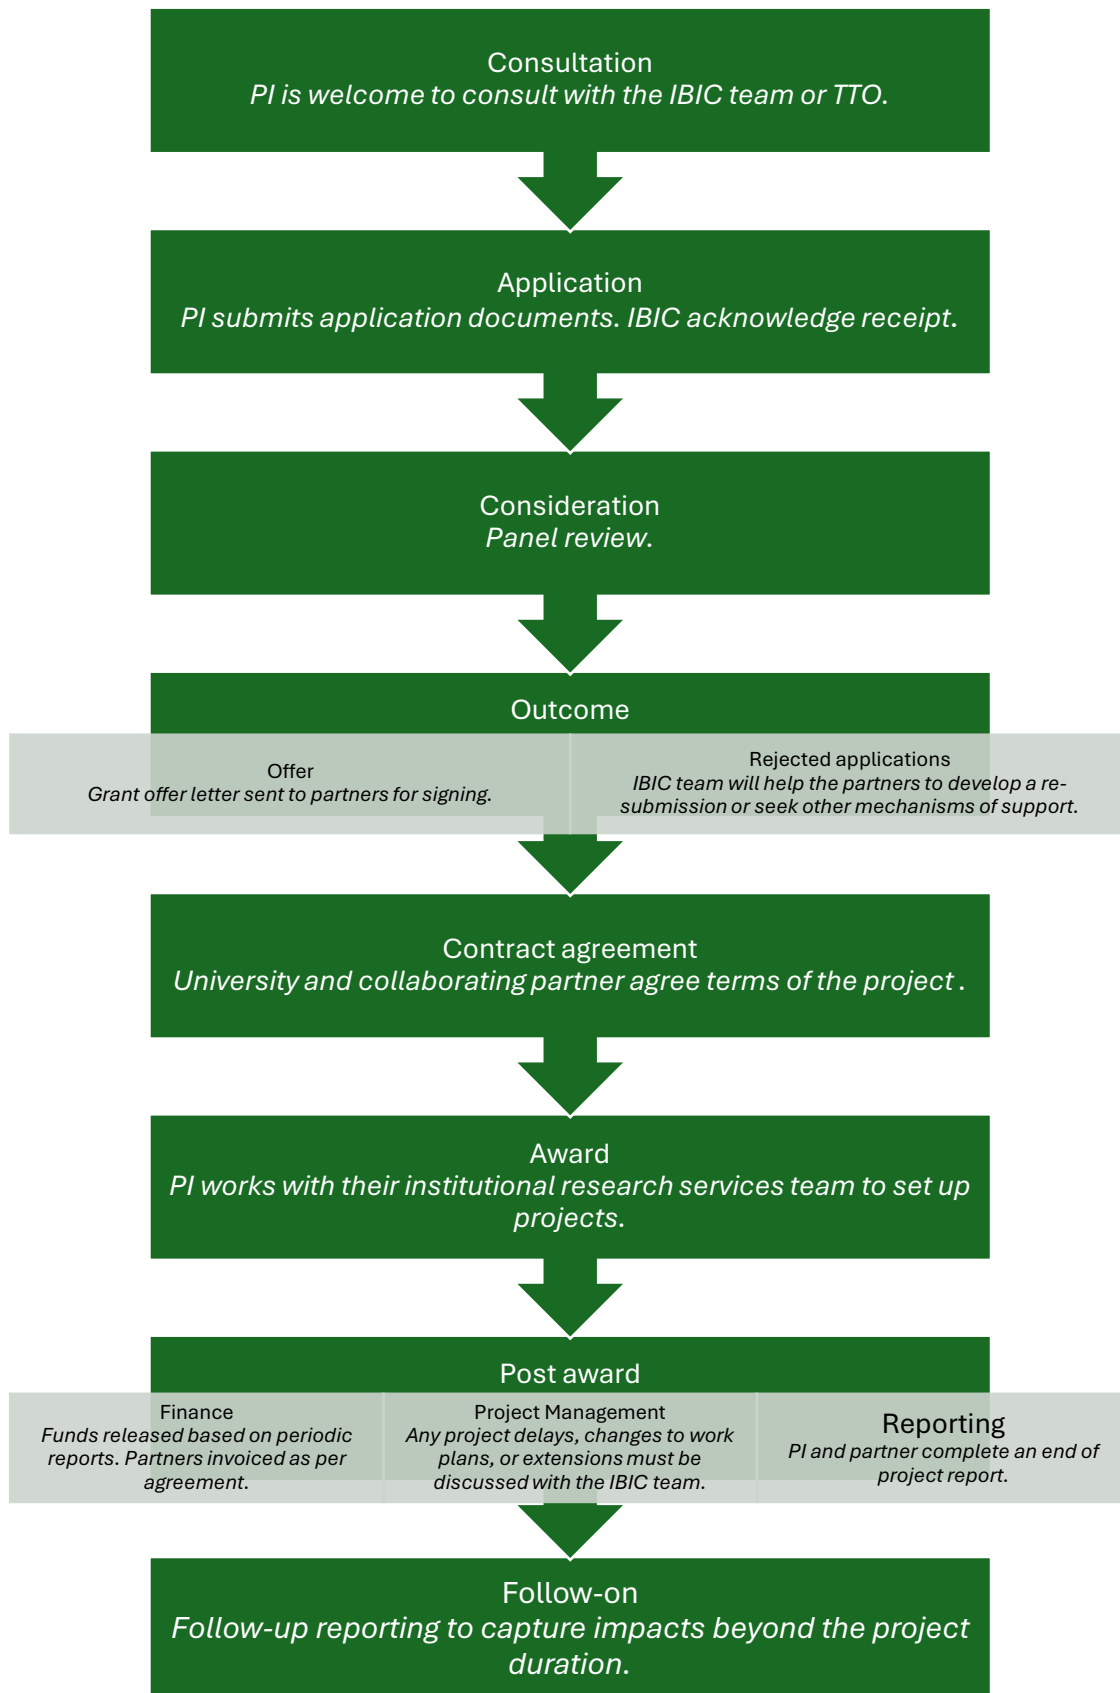 Consultation
PI is welcome to consult with the IBIC team or TTO.
Application
PI submits application documents. IBIC acknowledge receipt.
Consideration
Panel review.
Outcome
Offer
Grant offer letter sent to partners for signing.
Rejected applications
IBIC team will help the partners to develop a re-
submission or seek other mechanisms of support.
Contract agreement
University and collaborating partner agree terms of the project .
Award
PI works with their institutional research services team to set up
projects.
Post award
Finance
Funds released based on periodic
reports. Partners invoiced as per
agreement.
Project Management
Any project delays, changes to work
plans, or extensions must be
discussed with the IBIC team.
Reporting
PI and partner complete an end of
project report.
Follow-on
Follow-up reporting to capture impacts beyond the project
duration.